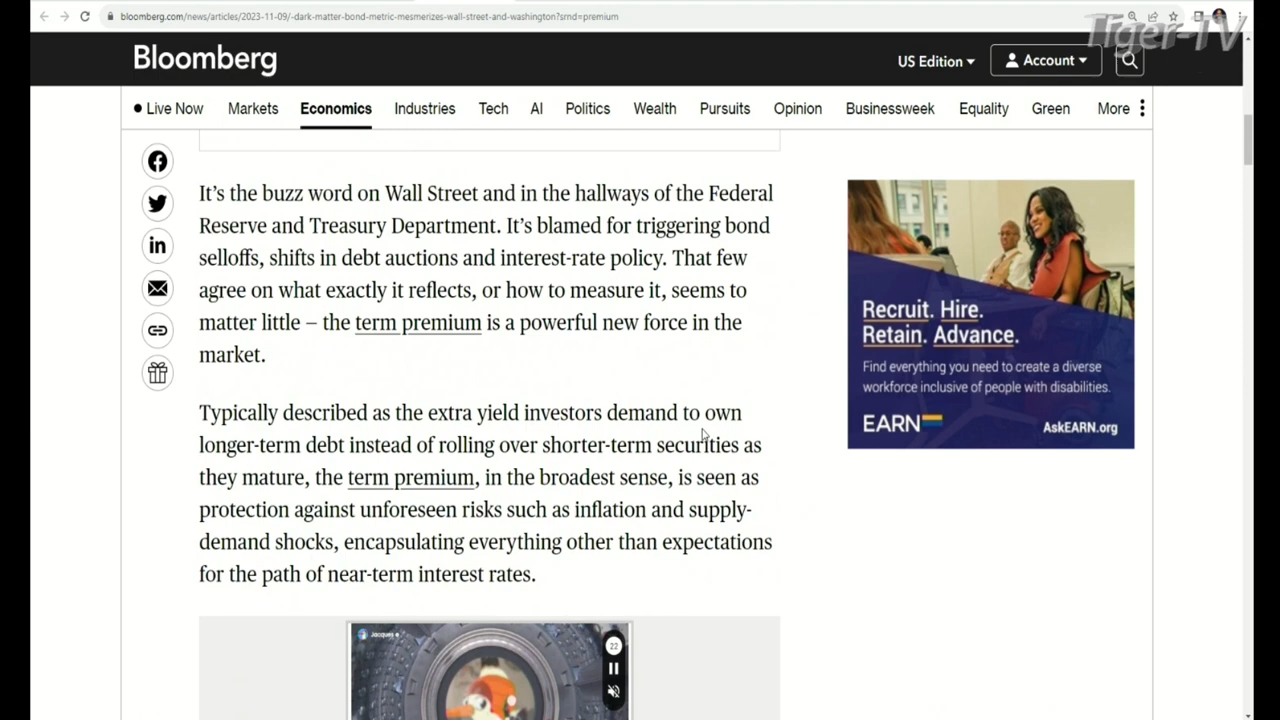 bloomberg.com/news/articles/2023-11-09/-dark-matter-bond-metric-mesmerizes-wall-street-and-washington?srnd=premium
Tiger-TV
Bloomberg
US Edition
Account
Live Now
Markets
Economics
Industries
Tech
AI
Politics
Wealth
Pursuits
Opinion
Businessweek
Equality
Green
More
It’s the buzz word on Wall Street and in the hallways of the Federal
Reserve and Treasury Department. It’s blamed for triggering bond
selloffs, shifts in debt auctions and interest-rate policy. That few
agree on what exactly it reflects, or how to measure it, seems to
matter little – the term premium is a powerful new force in the
market.
Typically described as the extra yield investors demand to own
longer-term debt instead of rolling over shorter-term securities as
they mature, the term premium, in the broadest sense, is seen as
protection against unforeseen risks such as inflation and supply-
demand shocks, encapsulating everything other than expectations
for the path of near-term interest rates.
Recruit. Hire.
Retain. Advance.
Find everything you need to create a diverse
workforce inclusive of people with disabilities.
EARN
AskEARN.org
Jacques
22